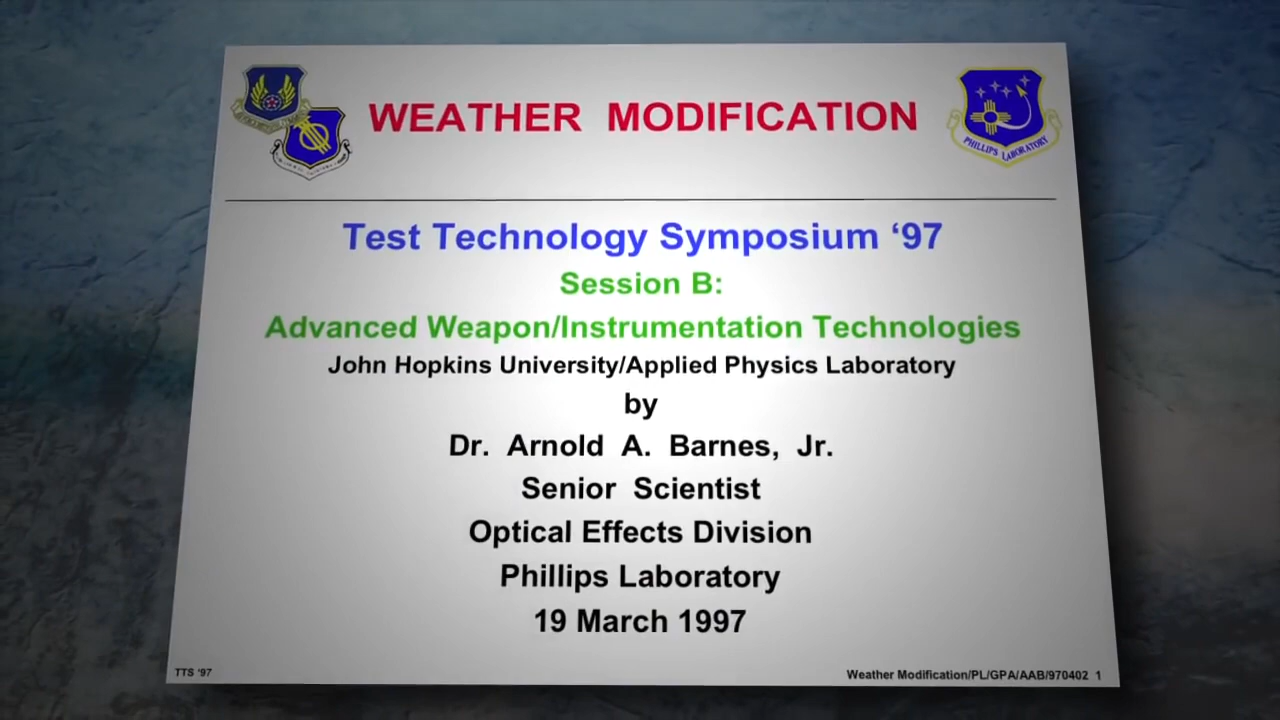 WEATHER MODIFICATION
PHILLIPS LABORATORY
Test Technology Symposium ‘97
Session B:
Advanced Weapon/Instrumentation Technologies
John Hopkins University/Applied Physics Laboratory
by
Dr. Arnold A. Barnes, Jr.
Senior Scientist
Optical Effects Division
Phillips Laboratory
19 March 1997
TTS ‘97
Weather Modification/PL/GPA/AAB/970402 1